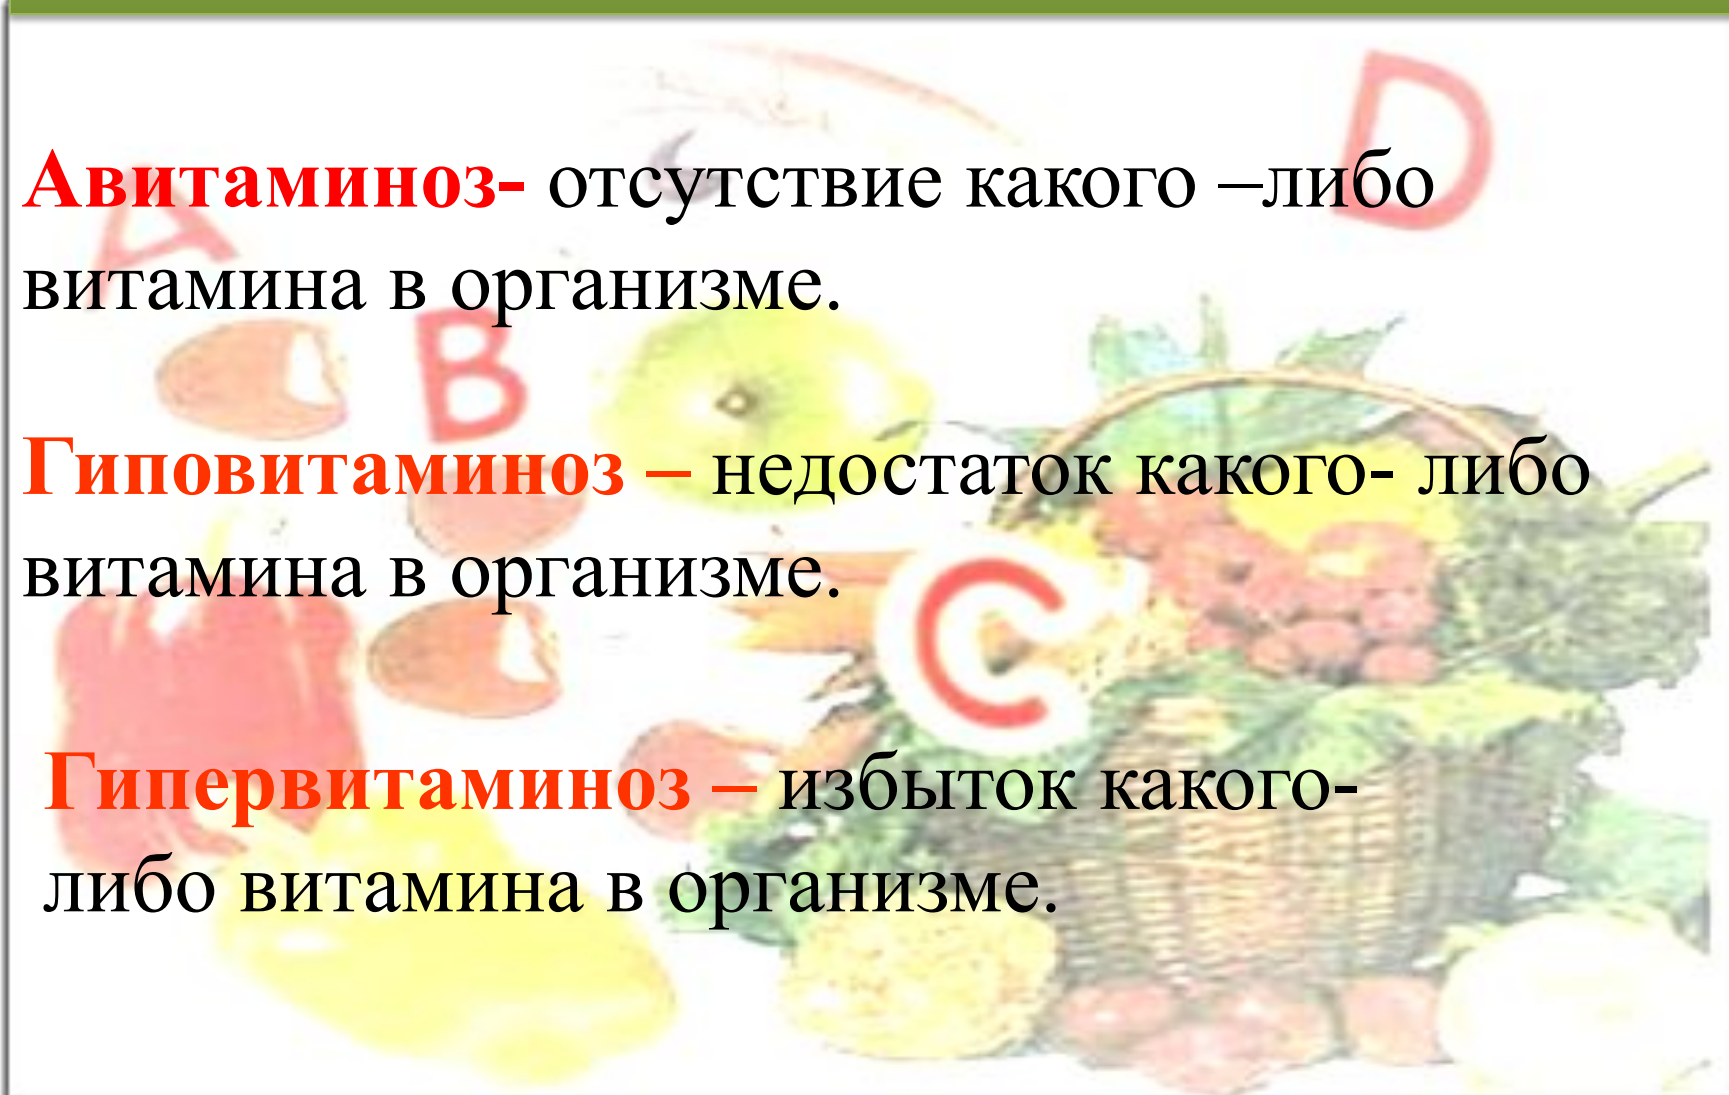 Авитаминоз- отсутствие какого –либо
витамина в организме.
Гиповитаминоз – недостаток какого- либо
витамина в организме.
Гипервитаминоз – избыток какого-
либо витамина в организме.
A
B
C
D